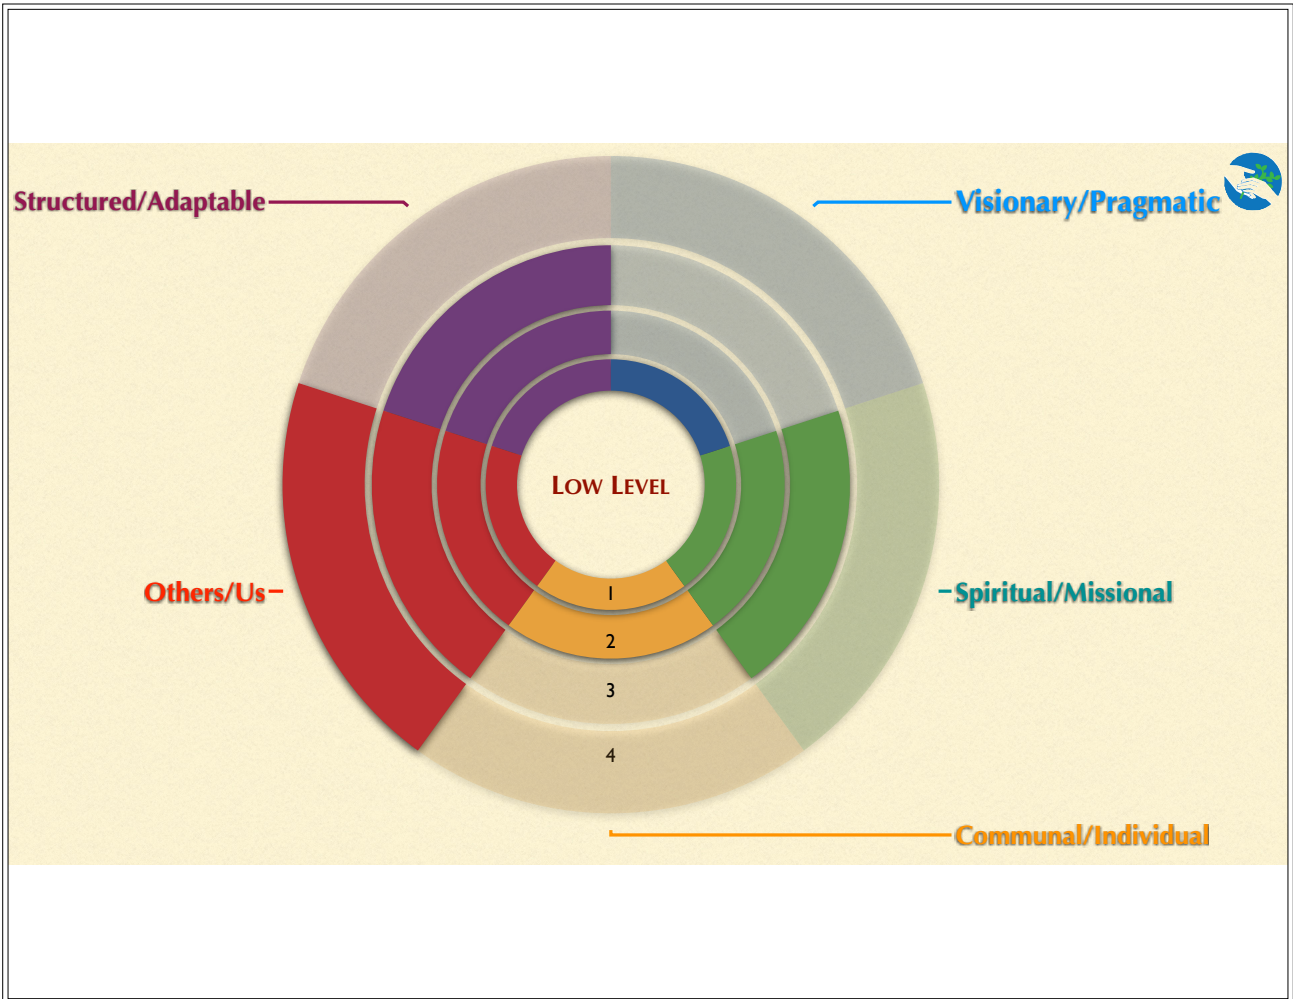 Structured/Adaptable
Visionary/Pragmatic
LOW LEVEL
Others/Us
1
Spiritual/Missional
2
3
4
Communal/Individual